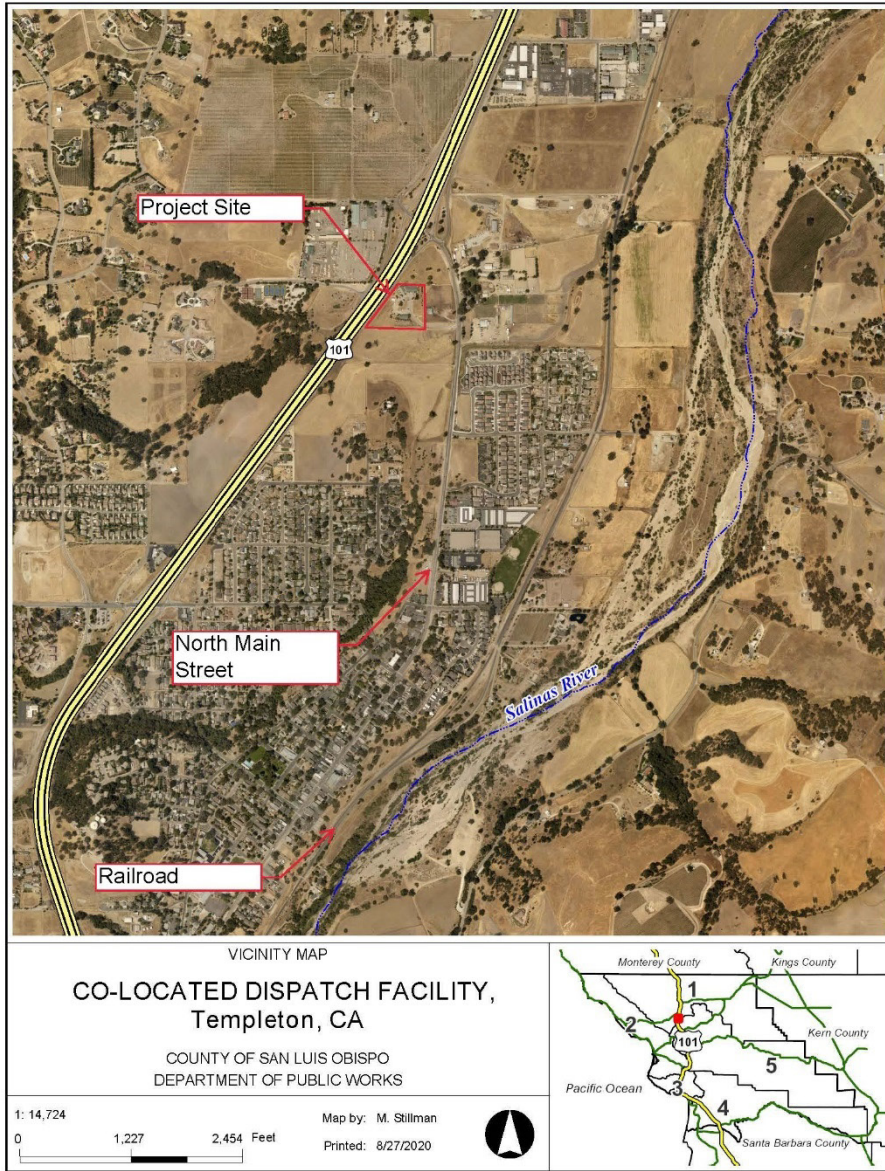 Project Site
101
North Main
Street
Salinas River
Railroad
VICINITY MAP
CO-LOCATED DISPATCH FACILITY,
Templeton, CA
COUNTY OF SAN LUIS OBISPO
DEPARTMENT OF PUBLIC WORKS
1: 14,724
0 1,227 2,454 Feet
Map by: M. Stillman
Printed: 8/27/2020
Monterey County
Kings County
1
2
Kern County
101
5
Pacific Ocean
3
4
Santa Barbara County